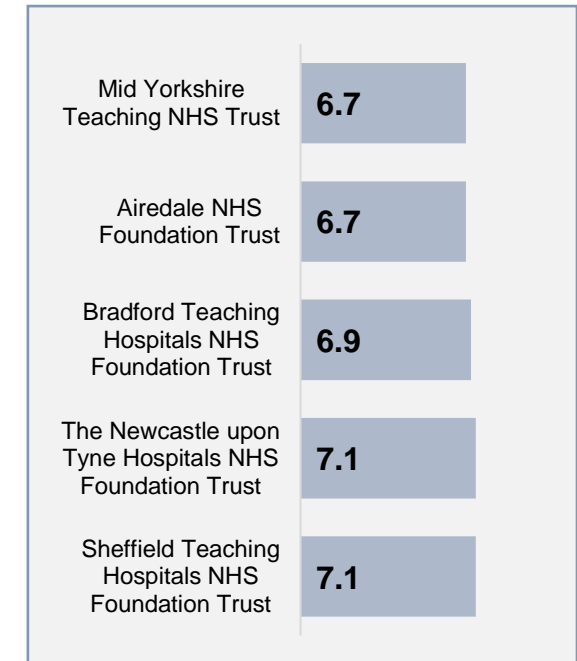 Mid Yorkshire
Teaching NHS Trust
6.7
Airedale NHS
Foundation Trust
6.7
Bradford Teaching
Hospitals NHS
Foundation Trust
6.9
The Newcastle upon
Tyne Hospitals NHS
Foundation Trust
7.1
Sheffield Teaching
Hospitals NHS
Foundation Trust
7.1